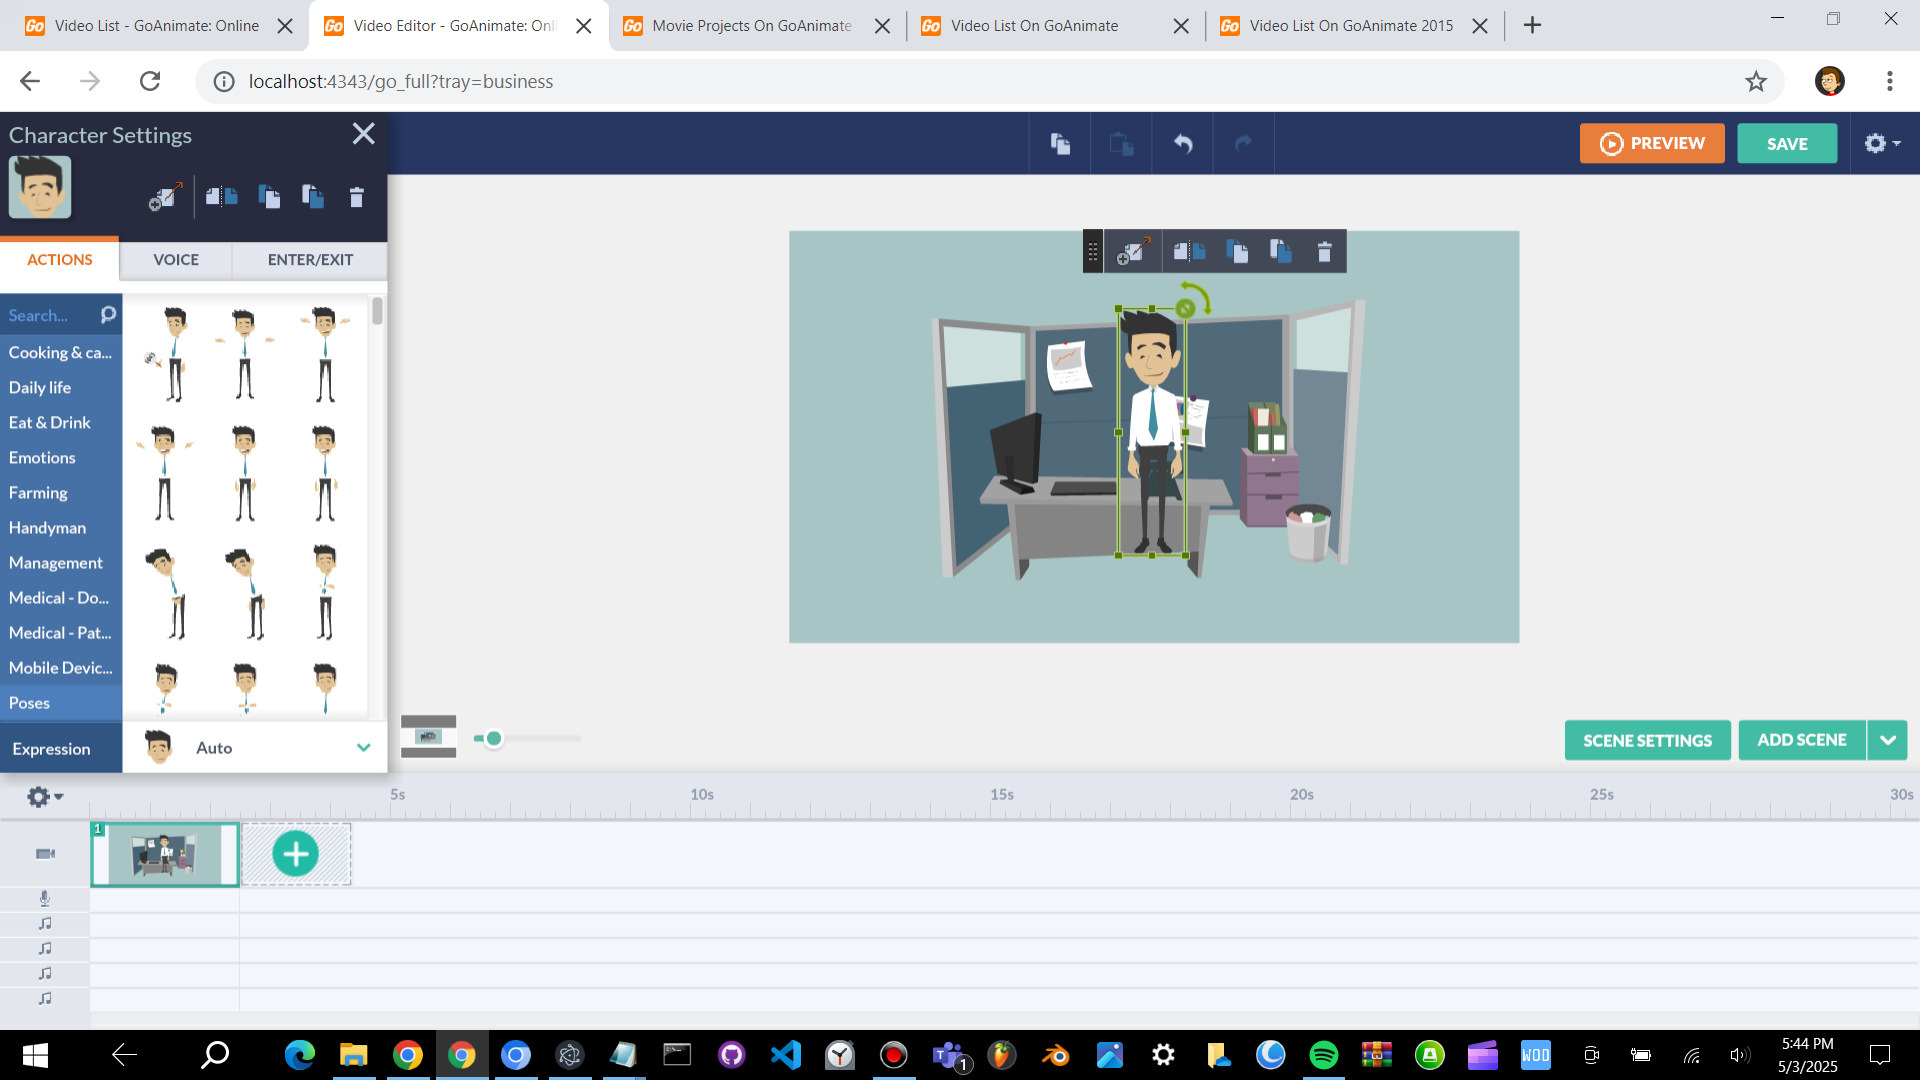 Video List - GoAnimate: Online
Video Editor - GoAnimate: Onli
Movie Projects On GoAnimate
Video List On GoAnimate
Video List On GoAnimate 2015
localhost:4343/go_full?tray=business
Character Settings
PREVIEW
SAVE
ACTIONS
VOICE
ENTER/EXIT
Search...
Cooking & ca...
Daily life
Eat & Drink
Emotions
Farming
Handyman
Management
Medical - Do...
Medical - Pat...
Mobile Devic...
Poses
Expression
Auto
SCENE SETTINGS
ADD SCENE
5s
10s
15s
20s
25s
30s
1
1
WOD
5:44 PM
5/3/2025